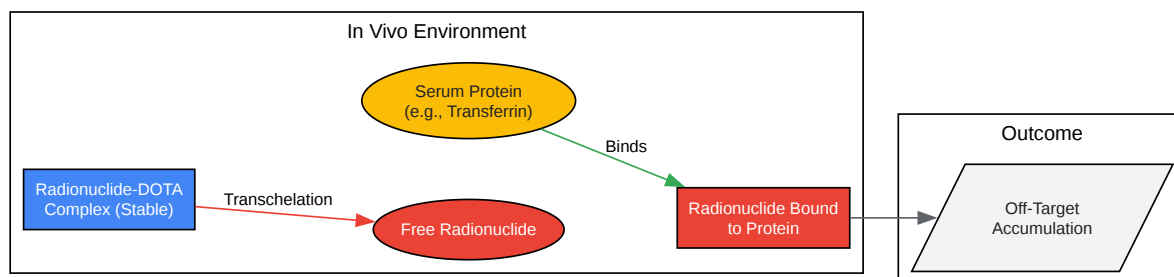 In Vivo Environment
Serum Protein
(e.g., Transferrin)
Binds
Radionuclide-DOTA
Complex (Stable)
Transchelation
Free Radionuclide
Radionuclide Bound
to Protein
Outcome
Off-Target
Accumulation